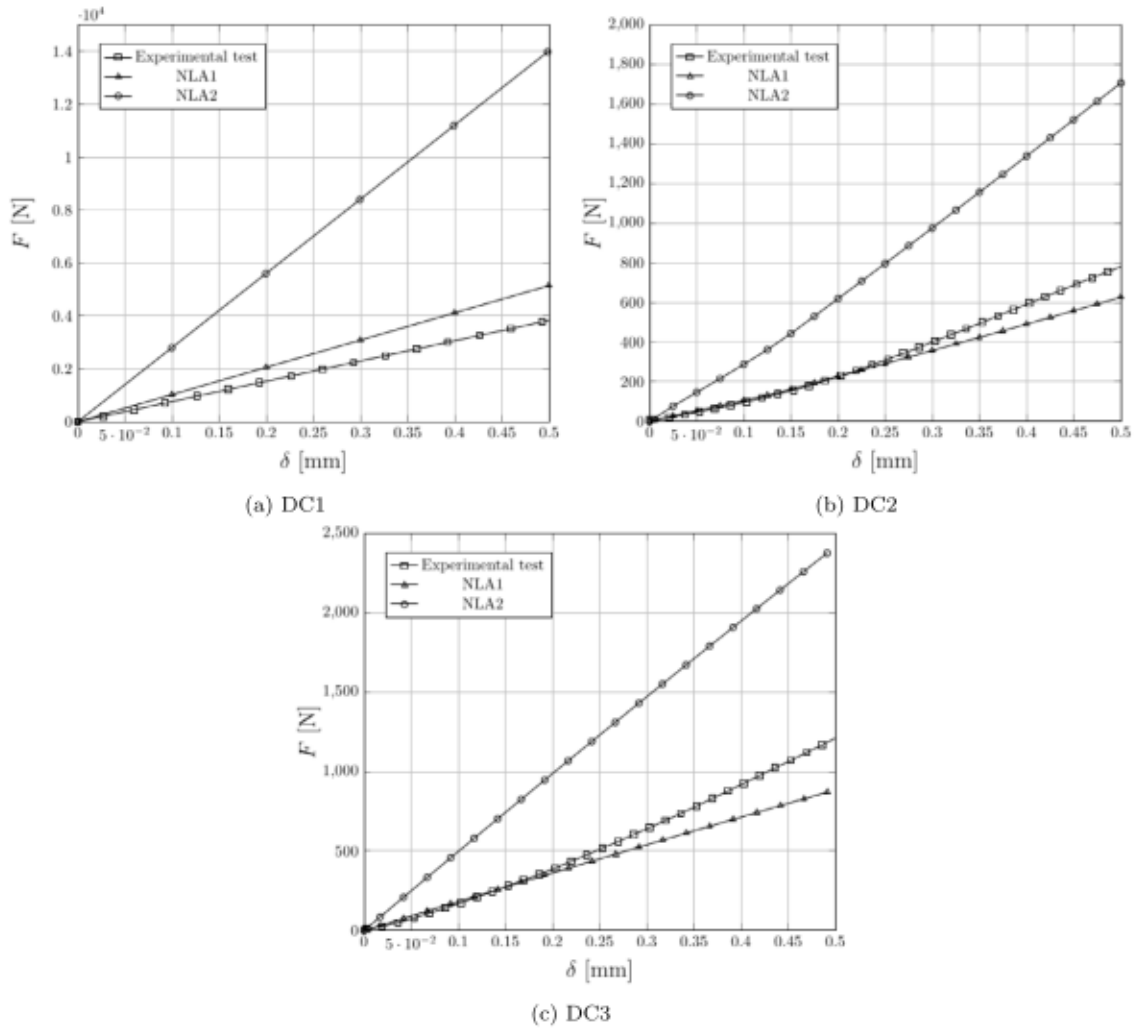 ·10⁴
1.4
1.2
1
0.8
0.6
0.4
0.2
0
F [N]
Experimental test
NLA1
NLA2
0 5 · 10⁻² 0.1 0.15 0.2 0.25 0.3 0.35 0.4 0.45 0.5
δ [mm]
(a) DC1
2,000
1,800
1,600
1,400
1,200
1,000
800
600
400
200
0
F [N]
Experimental test
NLA1
NLA2
0 5 · 10⁻² 0.1 0.15 0.2 0.25 0.3 0.35 0.4 0.45 0.5
δ [mm]
(b) DC2
2,500
2,000
1,500
1,000
500
0
F [N]
Experimental test
NLA1
NLA2
0 5 · 10⁻² 0.1 0.15 0.2 0.25 0.3 0.35 0.4 0.45 0.5
δ [mm]
(c) DC3